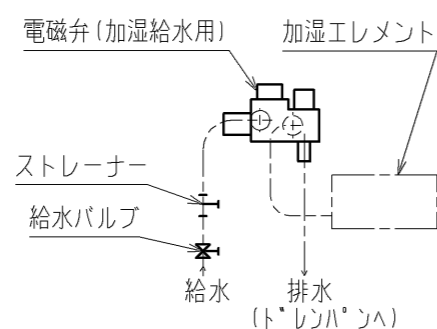 電磁弁(加湿給水用)
加湿エレメント
ストレーナー
給水バルブ
給水
排水
(ドレンパンへ)